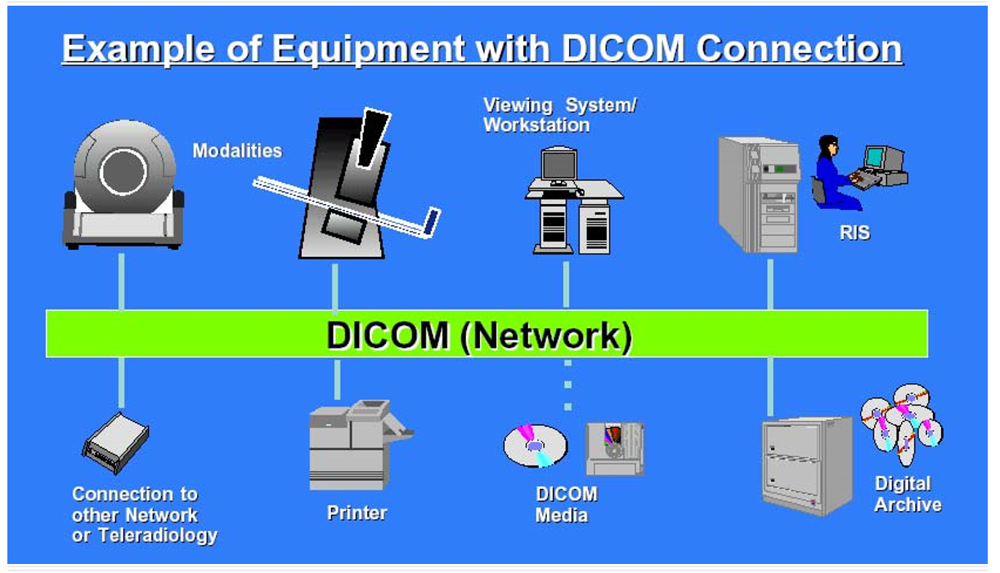 Example of Equipment with DICOM Connection
Modalities
Viewing System/
Workstation
RIS
DICOM (Network)
Connection to
other Network
or Teleradiology
Printer
DICOM
Media
Digital
Archive